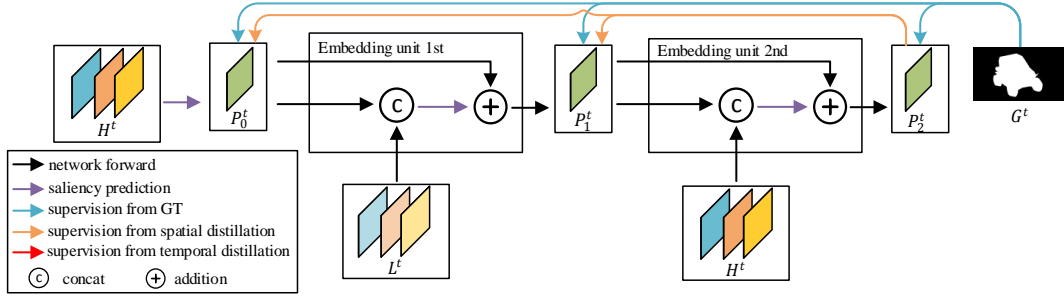 Embedding unit 1st
Embedding unit 2nd
H^t
P_0^t
C
+
P_1^t
C
+
P_2^t
G^t
network forward
saliency prediction
supervision from GT
supervision from spatial distillation
supervision from temporal distillation
C concat + addition
L^t
H^t